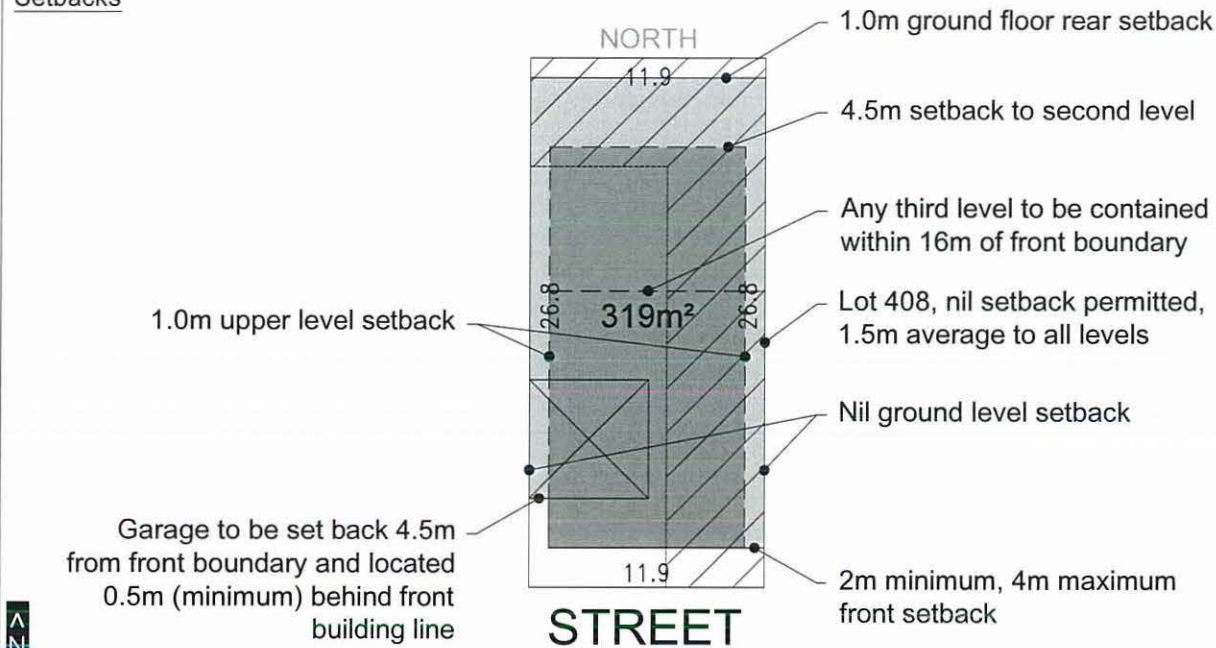 Setbacks
NORTH
1.0m ground floor rear setback
11.9
4.5m setback to second level
Any third level to be contained
within 16m of front boundary
26.8
319m²
26.8
Lot 408, nil setback permitted,
1.5m average to all levels
1.0m upper level setback
Nil ground level setback
Garage to be set back 4.5m
from front boundary and located
0.5m (minimum) behind front
building line
11.9
2m minimum, 4m maximum
front setback
STREET
N